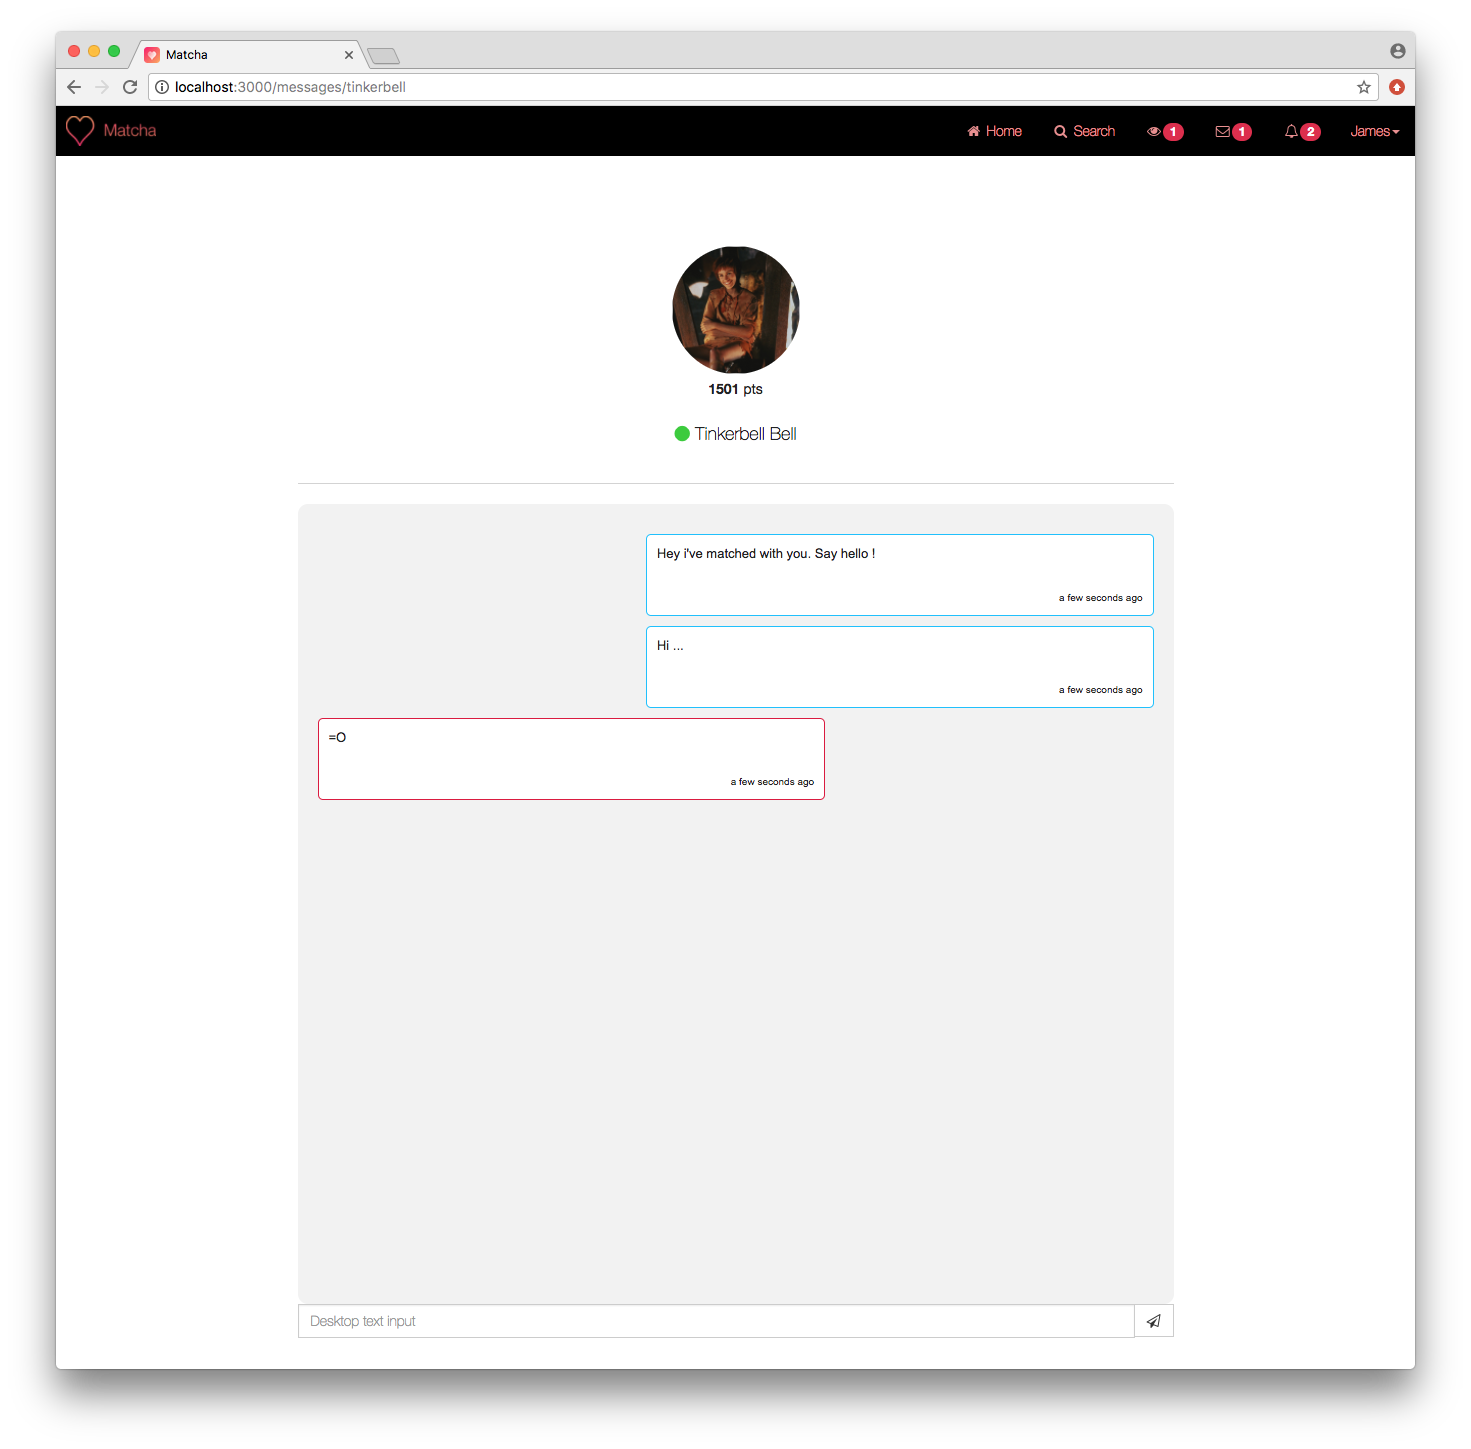 Matcha
localhost:3000/messages/tinkerbell
Matcha Home Search 1 1 2 James
1501 pts
Tinkerbell Bell
Hey i've matched with you. Say hello !
a few seconds ago
Hi ...
a few seconds ago
=O
a few seconds ago
Desktop text input